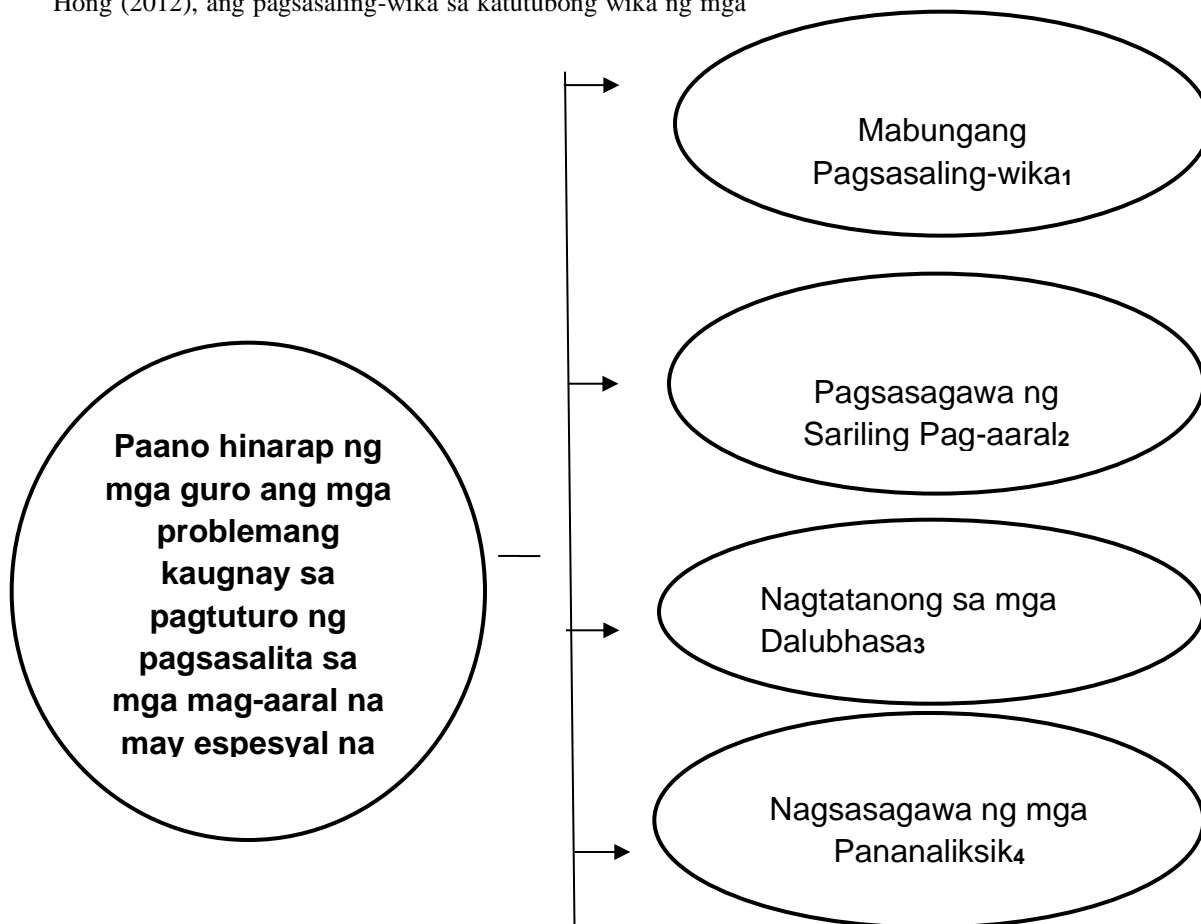 Hong (2012), ang pagsasaling-wika sa katutubong wika ng mga
Mabungang
Pagsasaling-wika1
Pagsasagawa ng
Sariling Pag-aaral2
Paano hinarap ng
mga guro ang mga
problemang
kaugnay sa
pagtuturo ng
pagsasalita sa
mga mag-aaral na
may espesyal na
Nagtatanong sa mga
Dalubhasa3
Nagsasagawa ng mga
Pananaliksik4